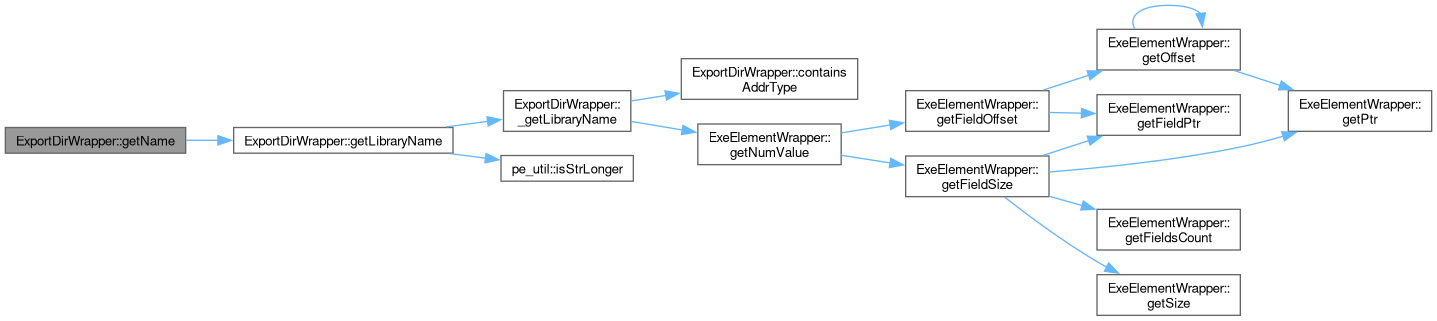 ExportDirWrapper::getName
ExportDirWrapper::getLibraryName
ExportDirWrapper::
_getLibraryName
pe_util::isStrLonger
ExportDirWrapper::contains
AddrType
ExeElementWrapper::
getNumValue
ExeElementWrapper::
getFieldOffset
ExeElementWrapper::
getFieldSize
ExeElementWrapper::
getOffset
ExeElementWrapper::
getFieldPtr
ExeElementWrapper::
getFieldsCount
ExeElementWrapper::
getSize
ExeElementWrapper::
getPtr